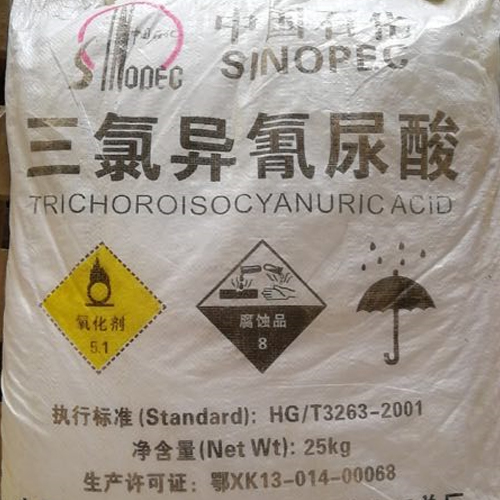 中国石化
SINOPEC
SINOPEC
三氯异氰尿酸
TRICHOROISOCYANURIC ACID
氧化剂
5.1
腐蚀品
8
执行标准(Standard): HG/T3263-2001
净含量(Net Wt): 25kg
生产许可证: 鄂XK13-014-00068